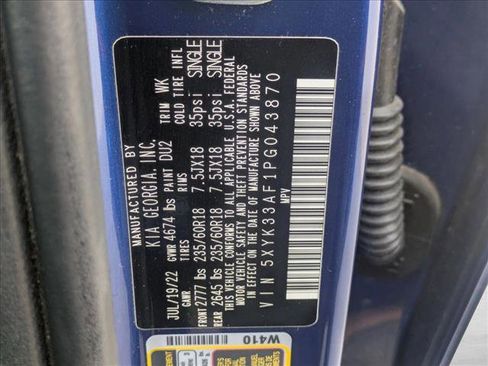 MANUFACTURED BY
KIA GEORGIA, INC.
JUL/19/22 GVWR 4674 lbs PAINT DU2 TRIM WK
GAWR TIRES RIMS COLD TIRE INFL
FRONT 2777 lbs 235/60R18 7.5JX18 35psi SINGLE
REAR 2645 lbs 235/60R18 7.5JX18 35psi SINGLE
THIS VEHICLE CONFORMS TO ALL APPLICABLE U.S.A. FEDERAL
MOTOR VEHICLE SAFETY AND THEFT PREVENTION STANDARDS
IN EFFECT ON THE DATE OF MANUFACTURE SHOWN ABOVE
VIN 5XYK33AF1PG043870
MPV
W410